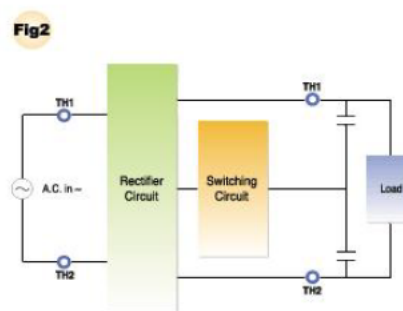 Fig2
TH1
TH1
A.C. in ~
Rectifier
Circuit
Switching
Circuit
Load
TH2
TH2